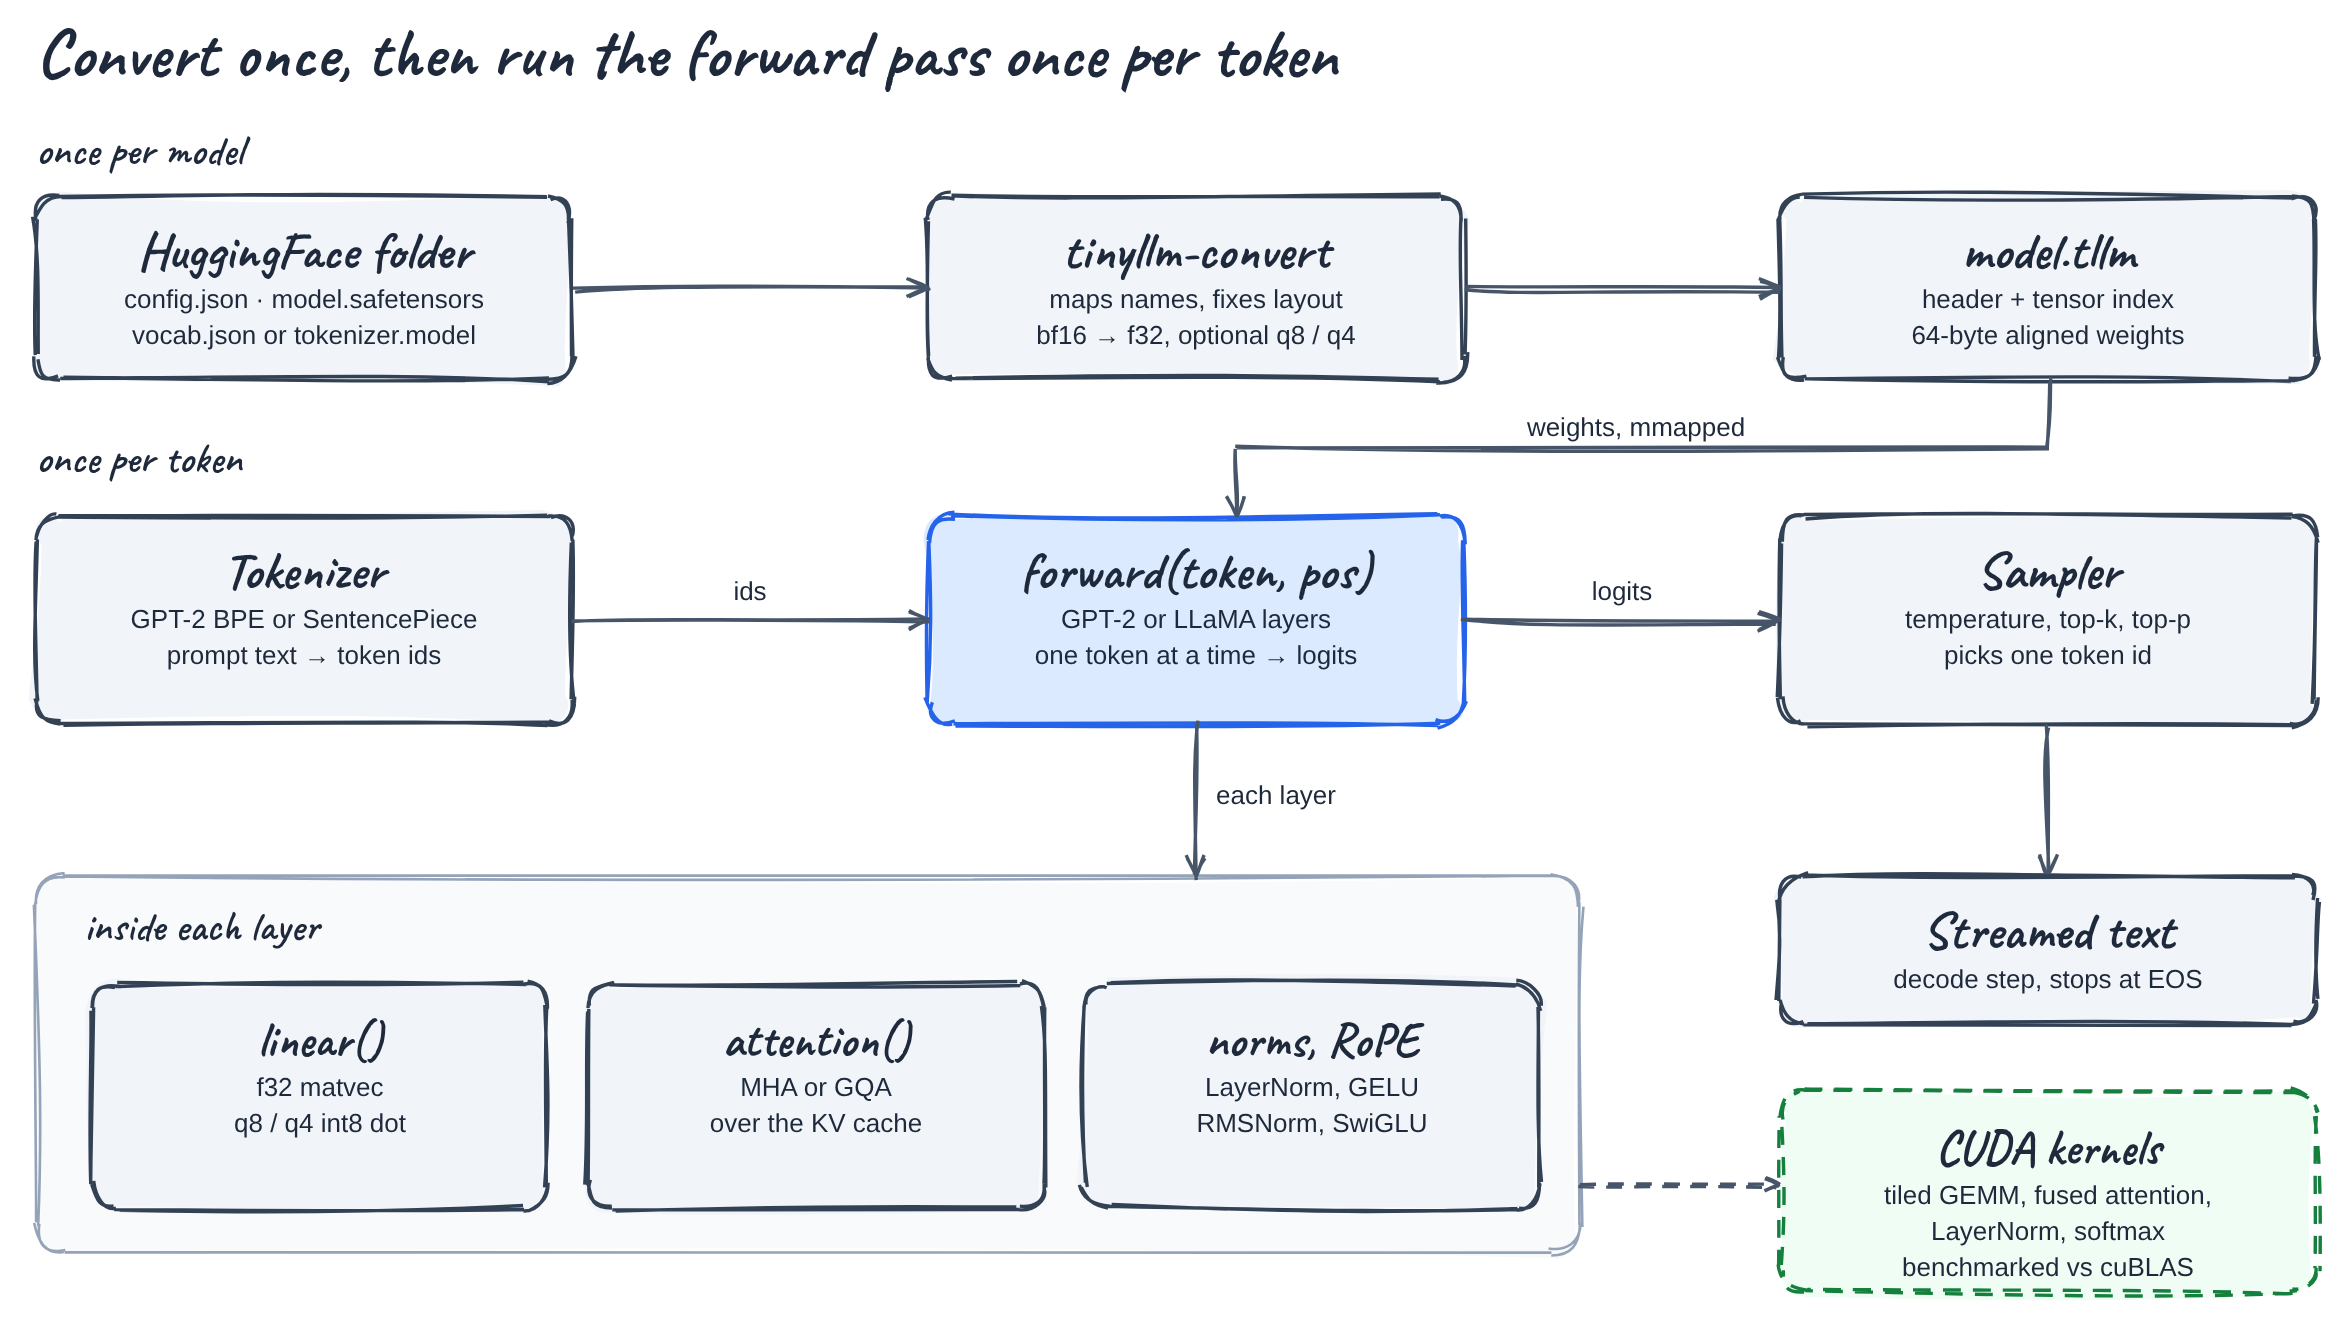 Convert once, then run the forward pass once per token
once per model
HuggingFace folder
config.json · model.safetensors
vocab.json or tokenizer.model
tinyllm-convert
maps names, fixes layout
bf16 → f32, optional q8 / q4
model.tllm
header + tensor index
64-byte aligned weights
weights, mmapped
once per token
Tokenizer
GPT-2 BPE or SentencePiece
prompt text → token ids
ids
forward(token, pos)
GPT-2 or LLaMA layers
one token at a time → logits
logits
Sampler
temperature, top-k, top-p
picks one token id
each layer
inside each layer
linear()
f32 matvec
q8 / q4 int8 dot
attention()
MHA or GQA
over the KV cache
norms, RoPE
LayerNorm, GELU
RMSNorm, SwiGLU
Streamed text
decode step, stops at EOS
CUDA kernels
tiled GEMM, fused attention,
LayerNorm, softmax
benchmarked vs cuBLAS